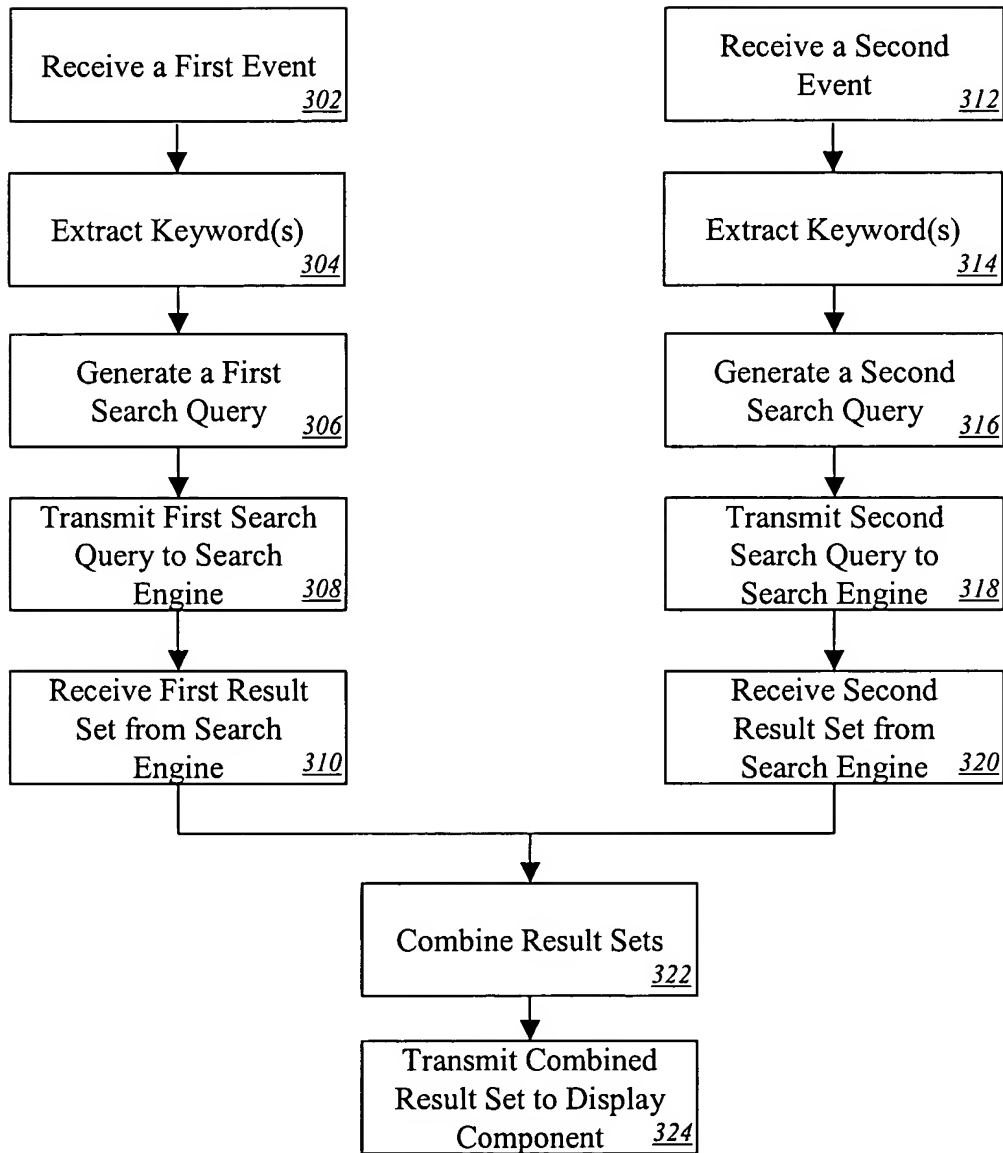 Receive a First Event
302
Extract Keyword(s)
304
Generate a First
Search Query
306
Transmit First Search
Query to Search
Engine
308
Receive First Result
Set from Search
Engine
310
Receive a Second
Event
312
Extract Keyword(s)
314
Generate a Second
Search Query
316
Transmit Second
Search Query to
Search Engine
318
Receive Second
Result Set from
Search Engine
320
Combine Result Sets
322
Transmit Combined
Result Set to Display
Component
324